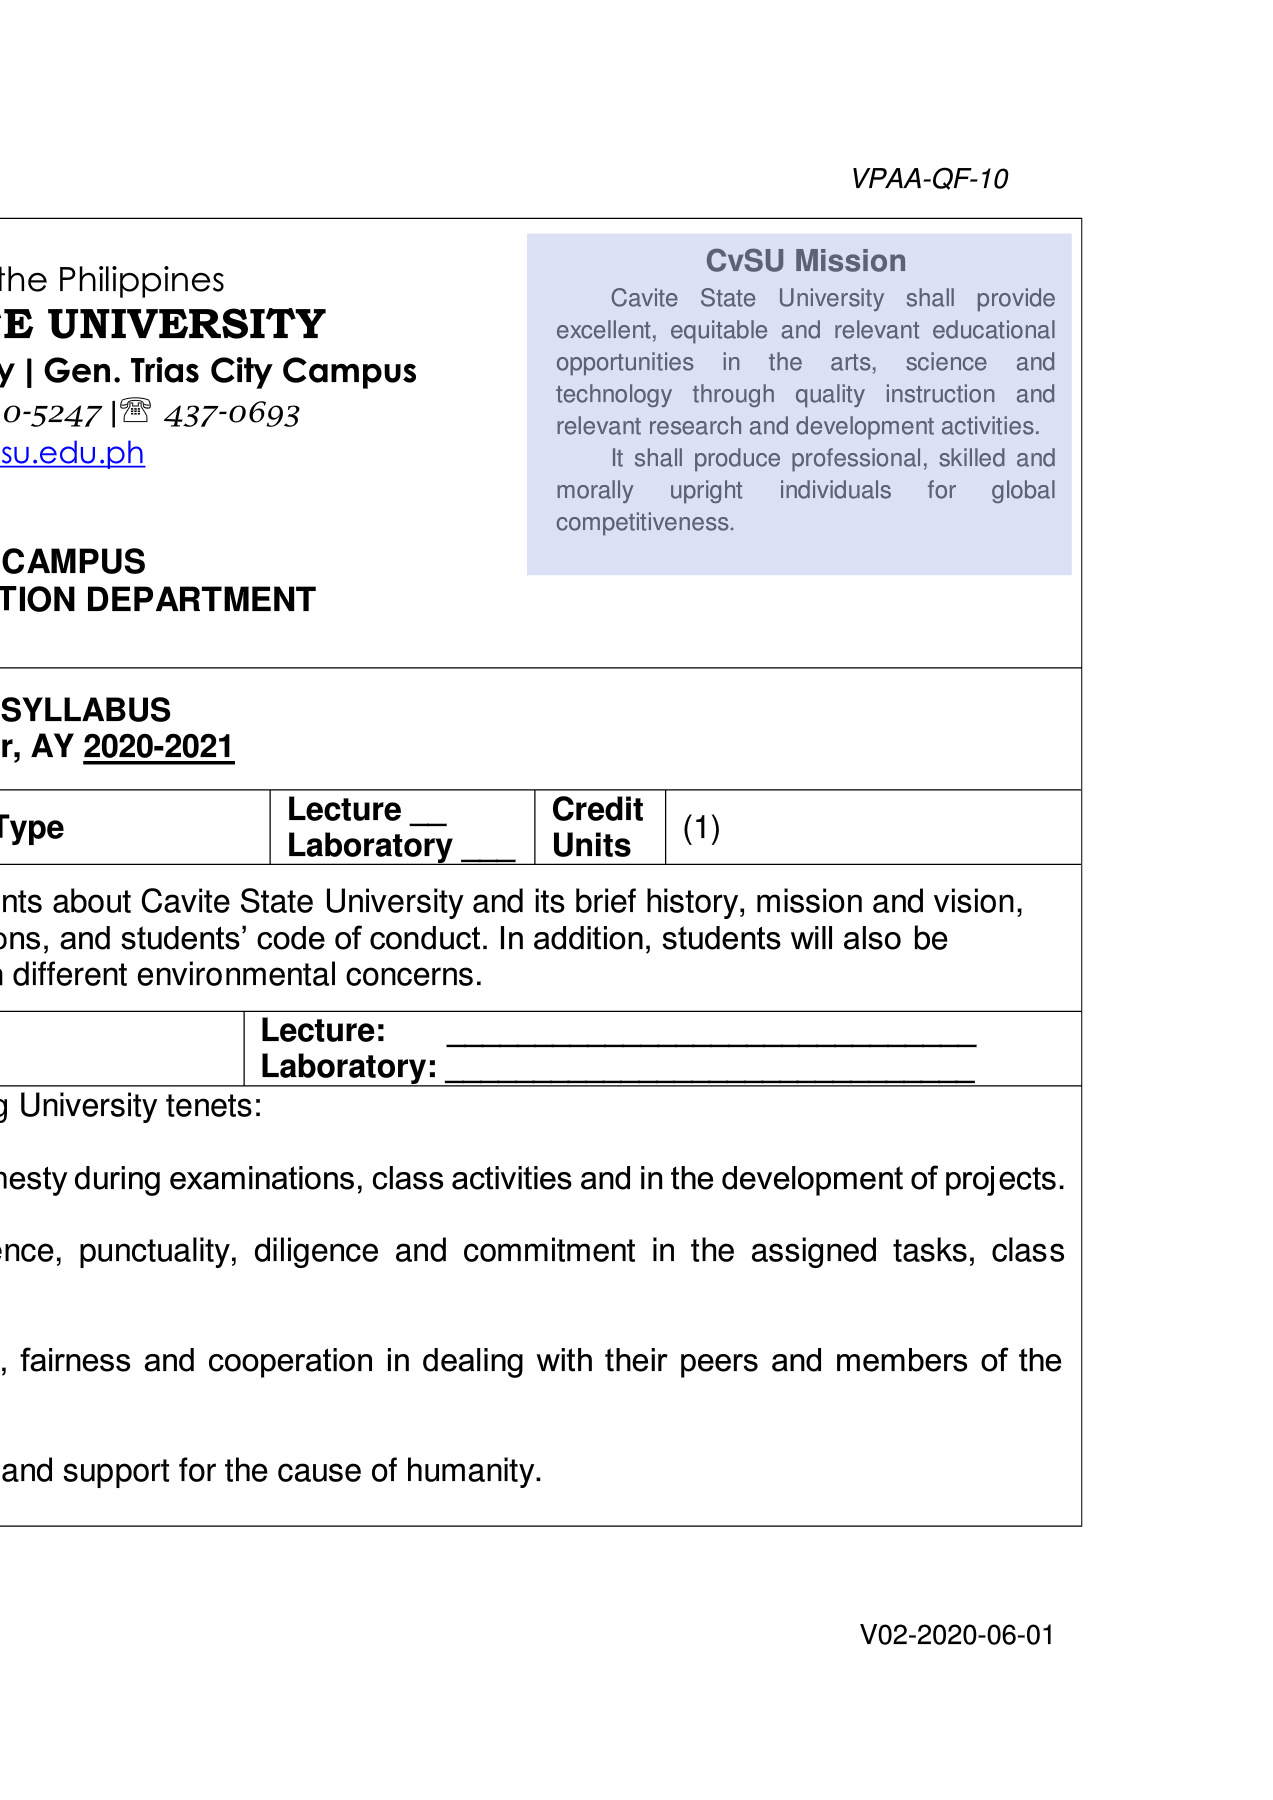 VPAA-QF-10
the Philippines
E UNIVERSITY
y | Gen. Trias City Campus
0-5247 |☏ 437-0693
su.edu.ph
CAMPUS
TION DEPARTMENT
CvSU Mission
Cavite State University shall provide
excellent, equitable and relevant educational
opportunities in the arts, science and
technology through quality instruction and
relevant research and development activities.
It shall produce professional, skilled and
morally upright individuals for global
competitiveness.
SYLLABUS
r, AY 2020-2021
Type
Lecture __
Laboratory ___
Credit
Units
(1)
nts about Cavite State University and its brief history, mission and vision,
ons, and students’ code of conduct. In addition, students will also be
different environmental concerns.
Lecture: ______________________________
Laboratory: ______________________________
g University tenets:
nesty during examinations, class activities and in the development of projects.
ence, punctuality, diligence and commitment in the assigned tasks, class
, fairness and cooperation in dealing with their peers and members of the
and support for the cause of humanity.
V02-2020-06-01